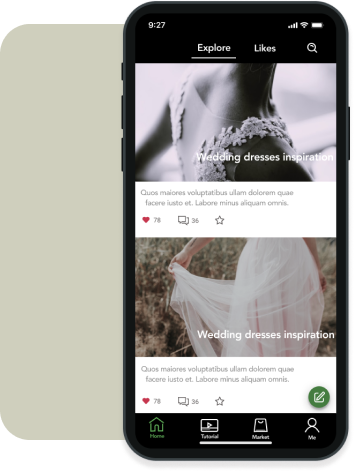 9:27
Explore Likes
Wedding dresses inspiration
Quos maiores voluptatibus ullam dolorem quae
facere iusto et. Labore minus aliquam omnis.
78 36
Wedding dresses inspiration
Quos maiores voluptatibus ullam dolorem quae
facere iusto et. Labore minus aliquam omnis.
78 36
Home Tutorial Market Me